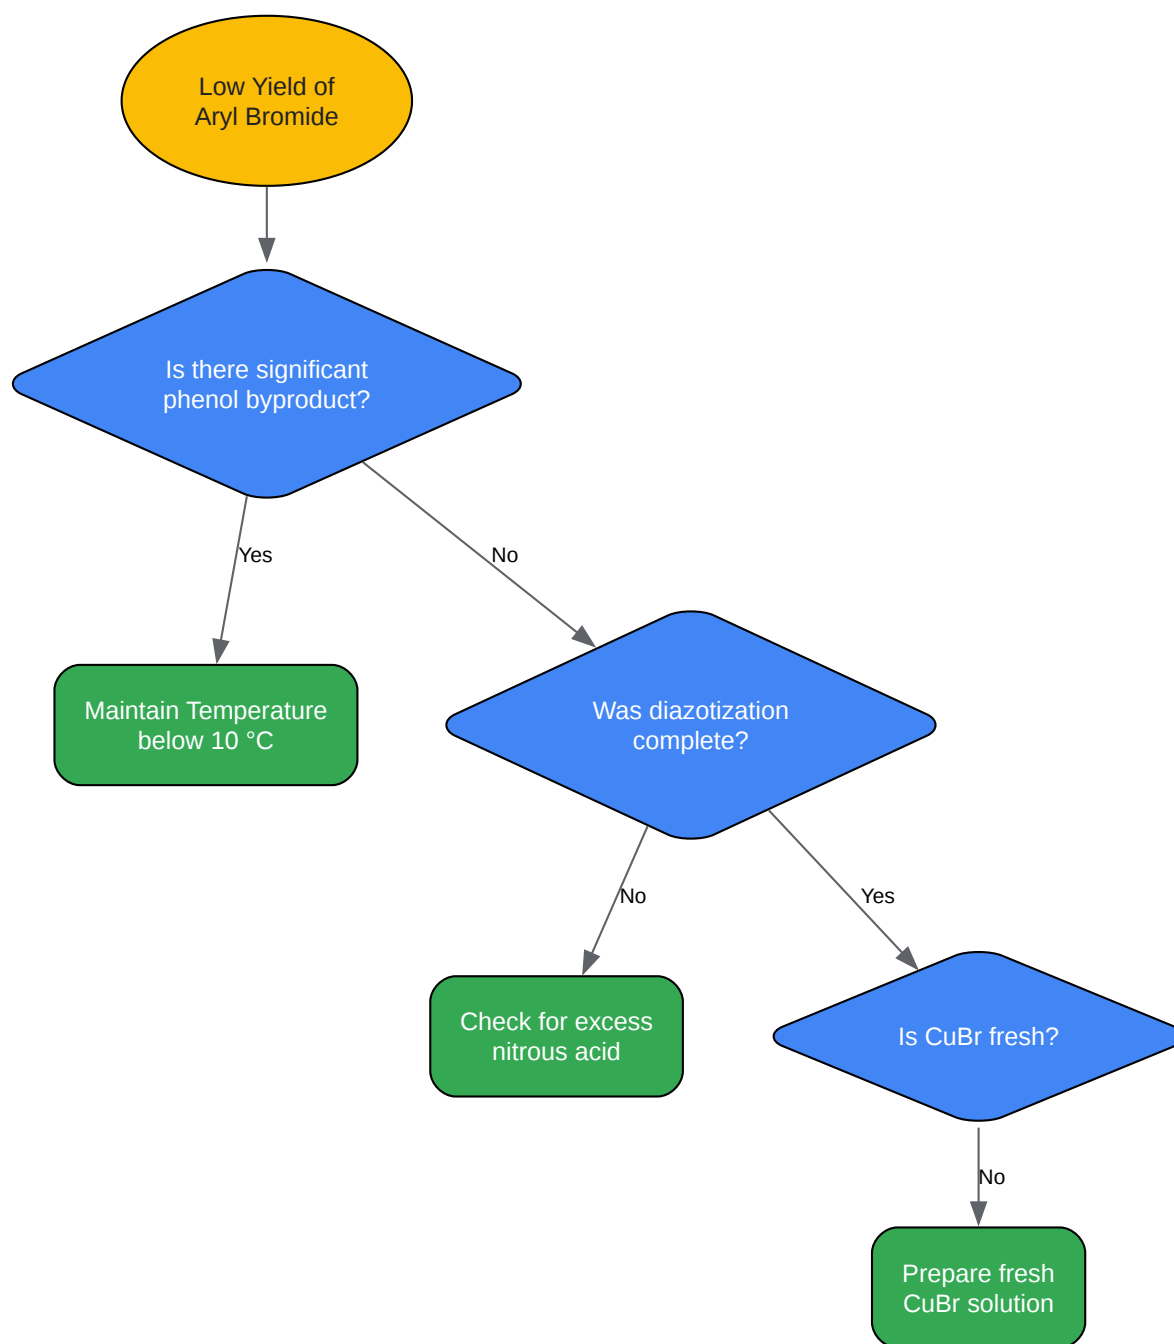 Low Yield of
Aryl Bromide
Is there significant
phenol byproduct?
Yes
No
Maintain Temperature
below 10 °C
Was diazotization
complete?
No
Yes
Check for excess
nitrous acid
Is CuBr fresh?
No
Prepare fresh
CuBr solution